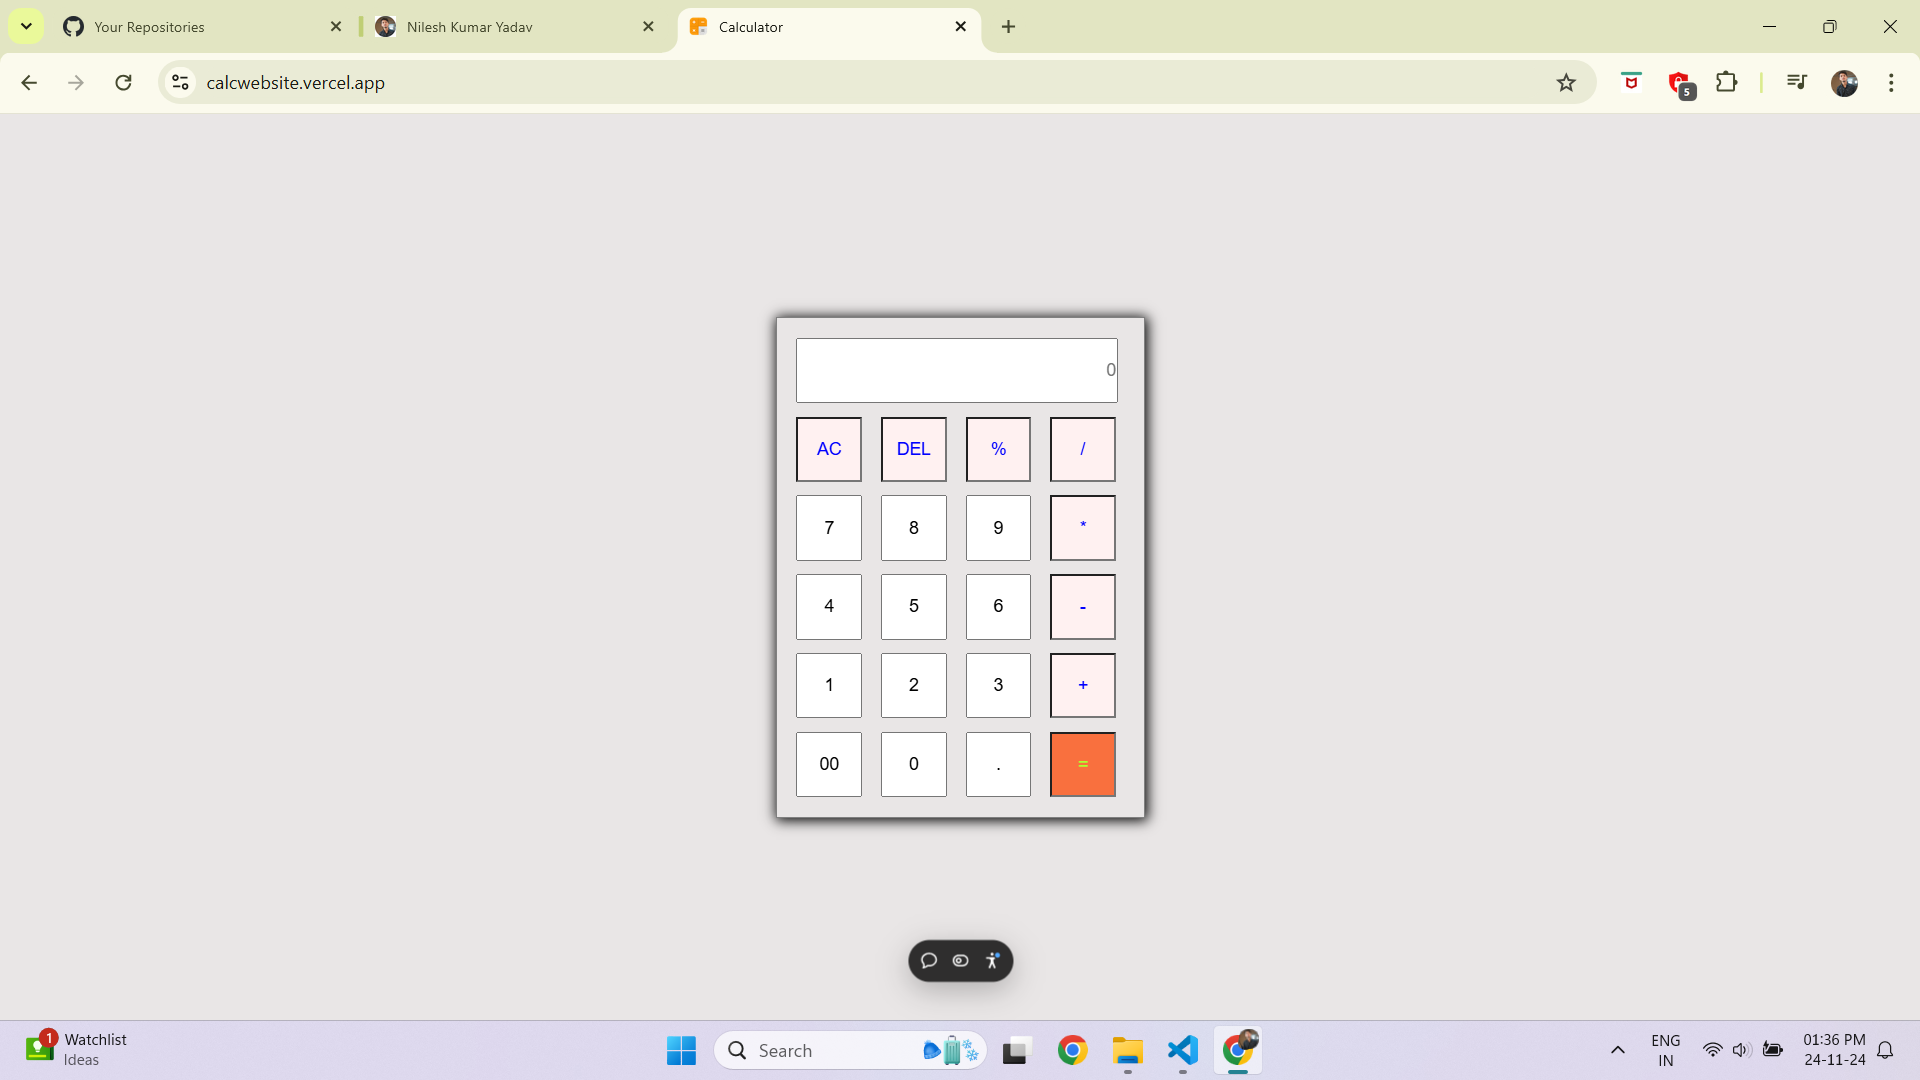 Your Repositories
Nilesh Kumar Yadav
Calculator
calcwebsite.vercel.app
5
0
AC DEL % /
7 8 9 *
4 5 6 -
1 2 3 +
00 0 . =
1
Watchlist
Ideas
Search
ENG
IN
01:36 PM
24-11-24